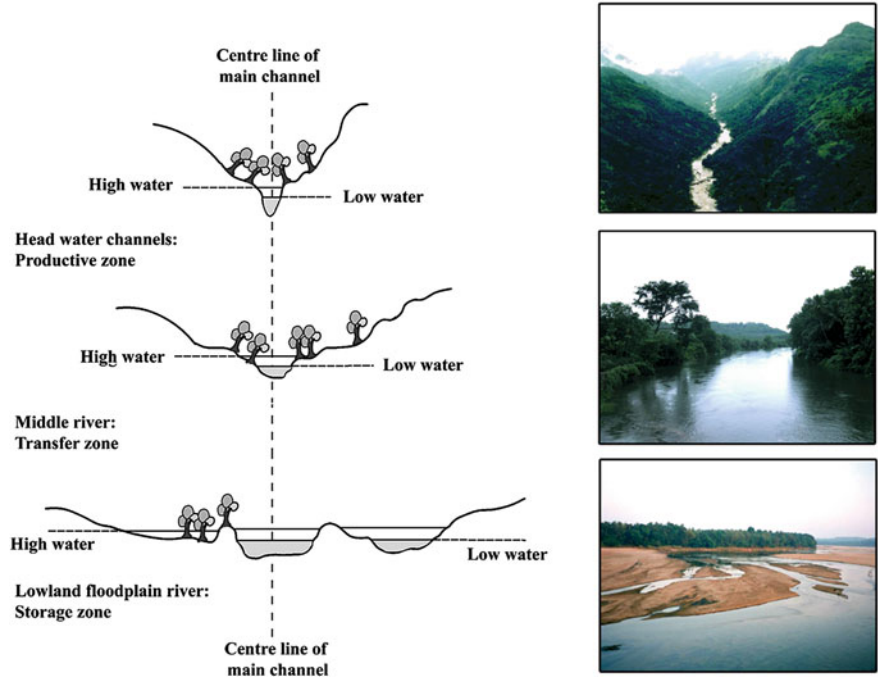 Centre line of
main channel
High water
Low water
Head water channels:
Productive zone
High water
Low water
Middle river:
Transfer zone
High water
Low water
Lowland floodplain river:
Storage zone
Centre line of
main channel